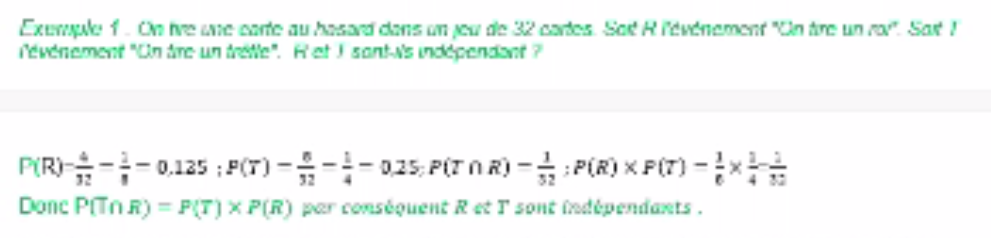 Exemple 1 . On tire une carte au hasard dans un jeu de 32 cartes. Soit R l'événement "On tire un roi". Soit T
l'événement "On tire un trèfle". R et T sont-ils indépendant ?
P(R)=4/32 = 1/8 = 0,125 ; P(T) = 8/32 = 1/4 = 0,25; P(T ∩ R) = 1/32 ; P(R) × P(T) = 1/8 × 1/4 = 1/32
Donc P(T∩ R) = P(T) × P(R) par conséquent R et T sont indépendants .